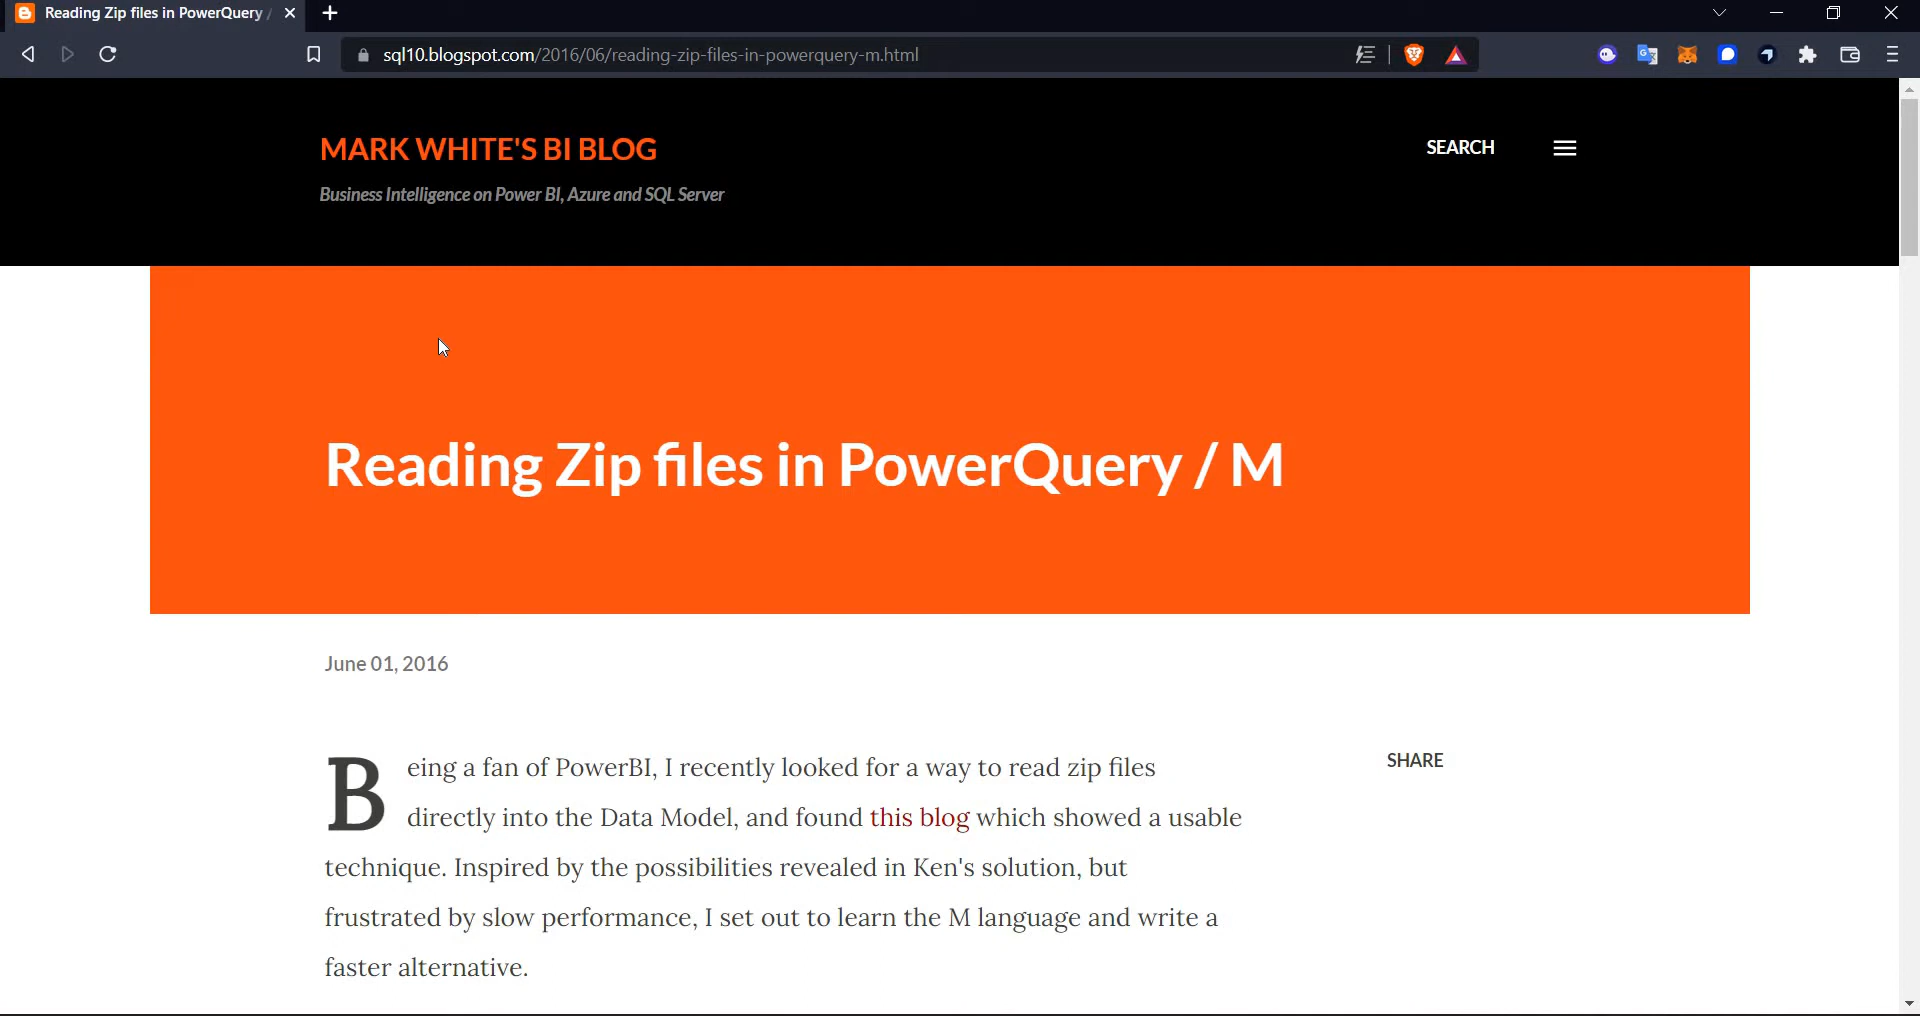 Reading Zip files in PowerQuery /
sql10.blogspot.com/2016/06/reading-zip-files-in-powerquery-m.html
MARK WHITE'S BI BLOG
SEARCH
Business Intelligence on Power BI, Azure and SQL Server
Reading Zip files in PowerQuery / M
June 01, 2016
Being a fan of PowerBI, I recently looked for a way to read zip files
SHARE
directly into the Data Model, and found this blog which showed a usable
technique. Inspired by the possibilities revealed in Ken's solution, but
frustrated by slow performance, I set out to learn the M language and write a
faster alternative.